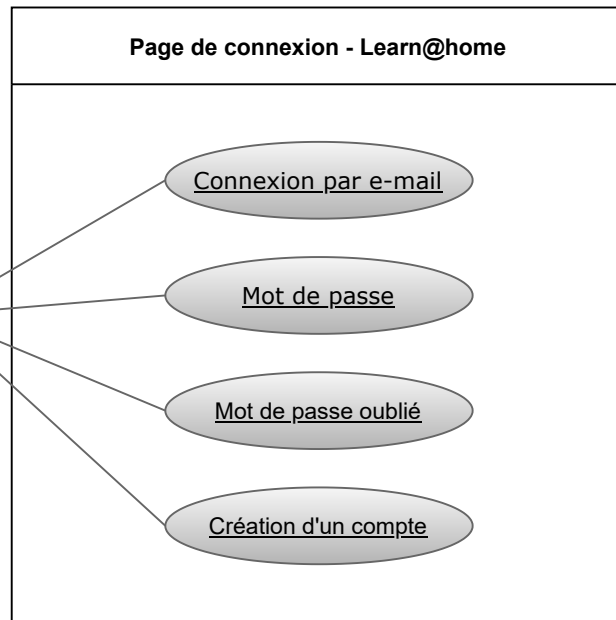 Page de connexion - Learn@home
Connexion par e-mail
Mot de passe
Mot de passe oublié
Création d'un compte